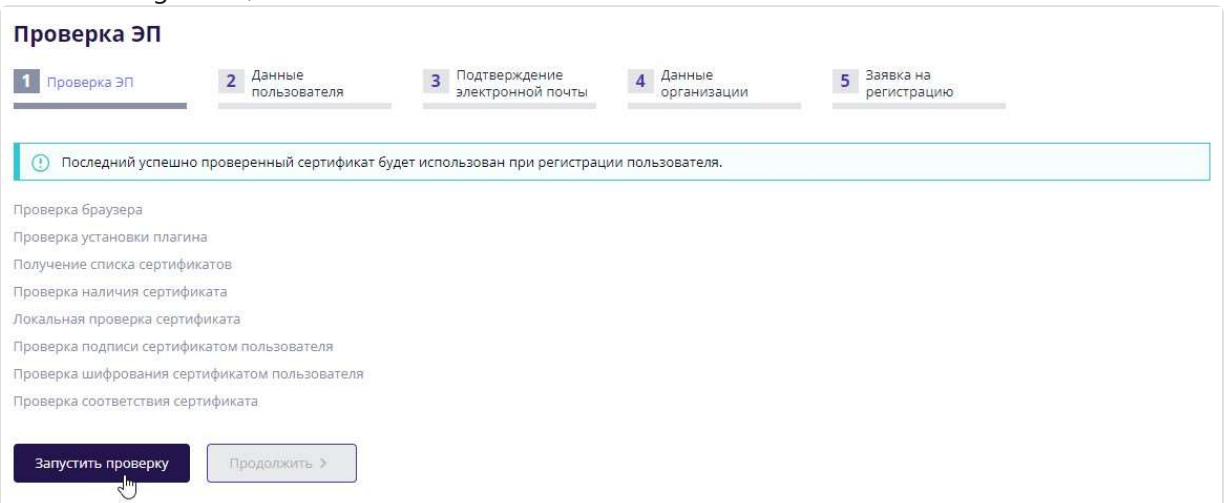 Проверка ЭП
1 Проверка ЭП
2 Данные
пользователя
3 Подтверждение
электронной почты
4 Данные
организации
5 Заявка на
регистрацию
Последний успешно проверенный сертификат будет использован при регистрации пользователя.
Проверка браузера
Проверка установки плагина
Получение списка сертификатов
Проверка наличия сертификата
Локальная проверка сертификата
Проверка подписи сертификатом пользователя
Проверка шифрования сертификатом пользователя
Проверка соответствия сертификата
Запустить проверку
Продолжить >